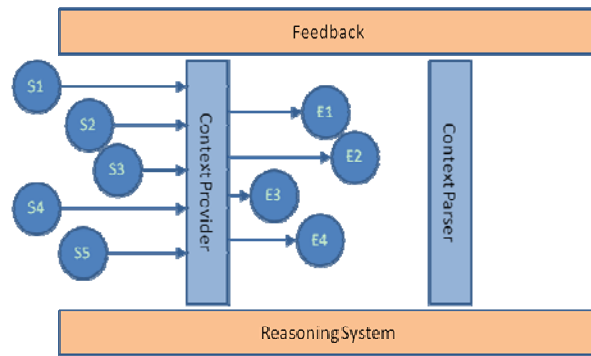 Feedback
S1
S2
S3
S4
S5
Context Provider
E1
E2
E3
E4
Context Parser
Reasoning System